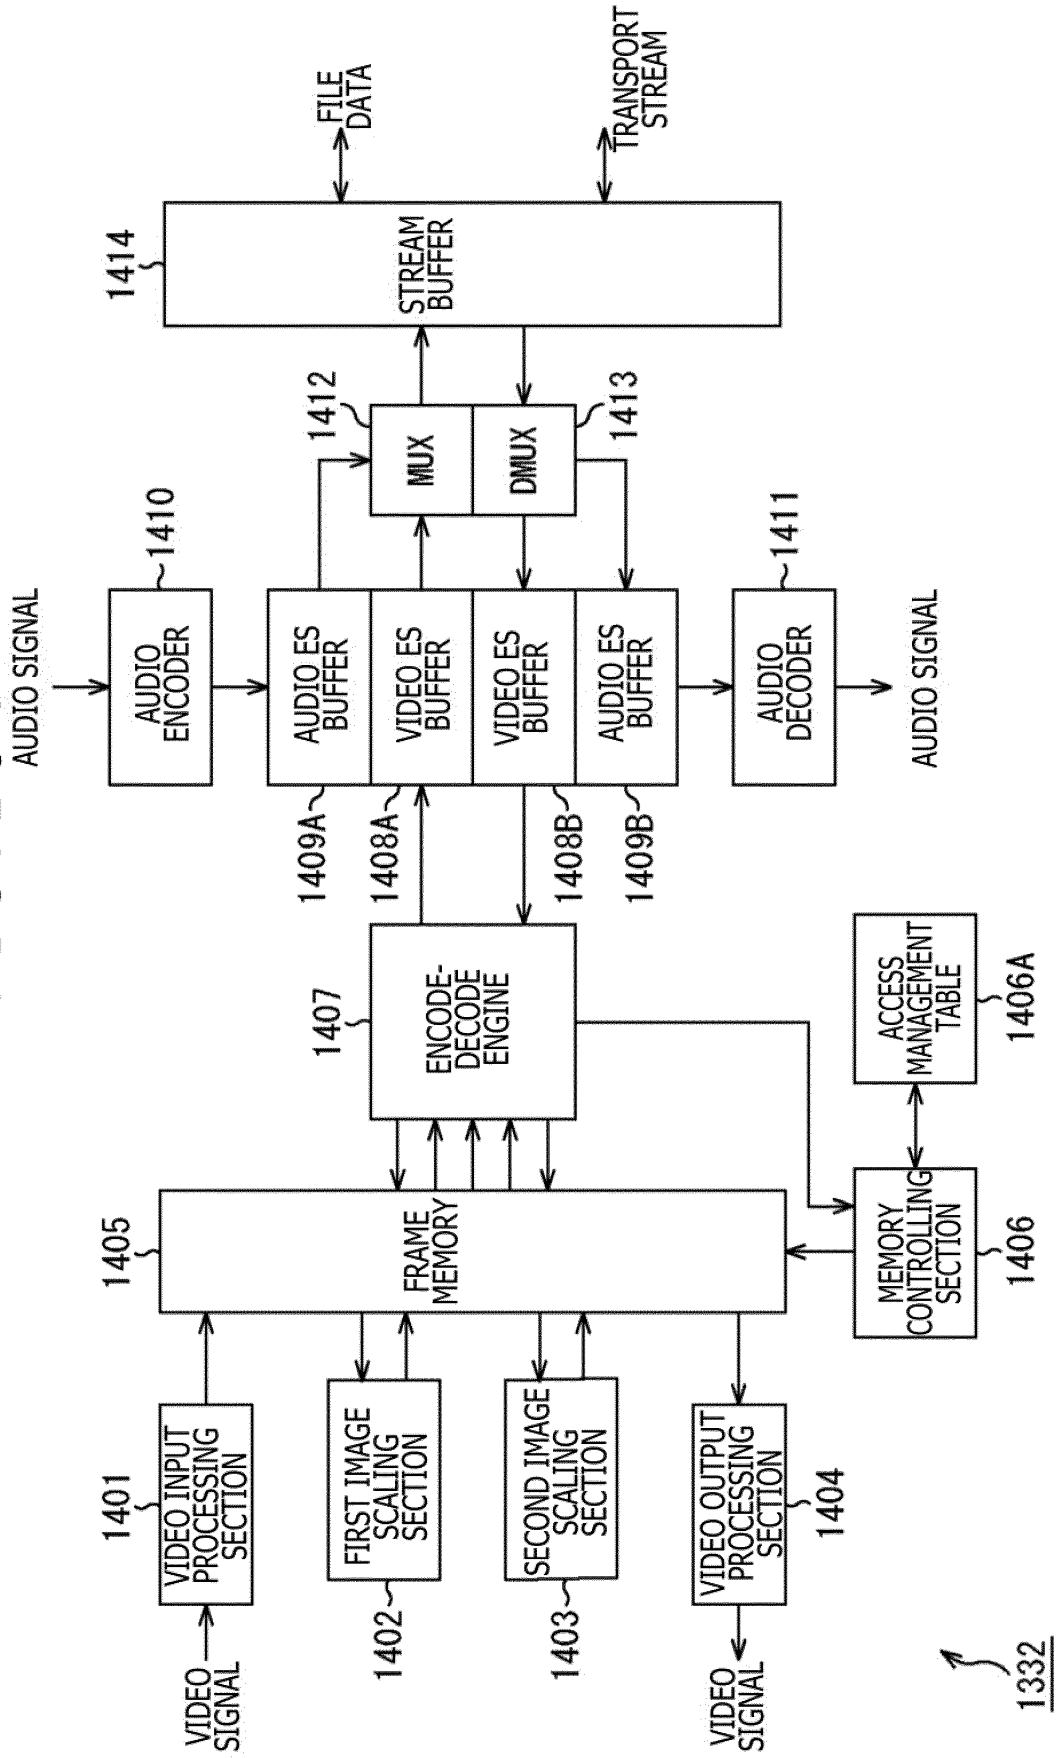 VIDEO
SIGNAL
1401
VIDEO INPUT
PROCESSING
SECTION
1402
FIRST IMAGE
SCALING
SECTION
1403
SECOND IMAGE
SCALING
SECTION
VIDEO OUTPUT
PROCESSING
SECTION
1404
VIDEO
SIGNAL
1405
FRAME
MEMORY
MEMORY
CONTROLLING
SECTION
1406
ACCESS
MANAGEMENT
TABLE
1406A
1407
ENCODE-
DECODE
ENGINE
AUDIO SIGNAL
AUDIO
ENCODER
1410
AUDIO ES
BUFFER
1409A
VIDEO ES
BUFFER
1408A
VIDEO ES
BUFFER
1408B
AUDIO ES
BUFFER
1409B
AUDIO
DECODER
1411
AUDIO SIGNAL
1412
MUX
DMUX
1413
1414
STREAM
BUFFER
FILE
DATA
TRANSPORT
STREAM
1332